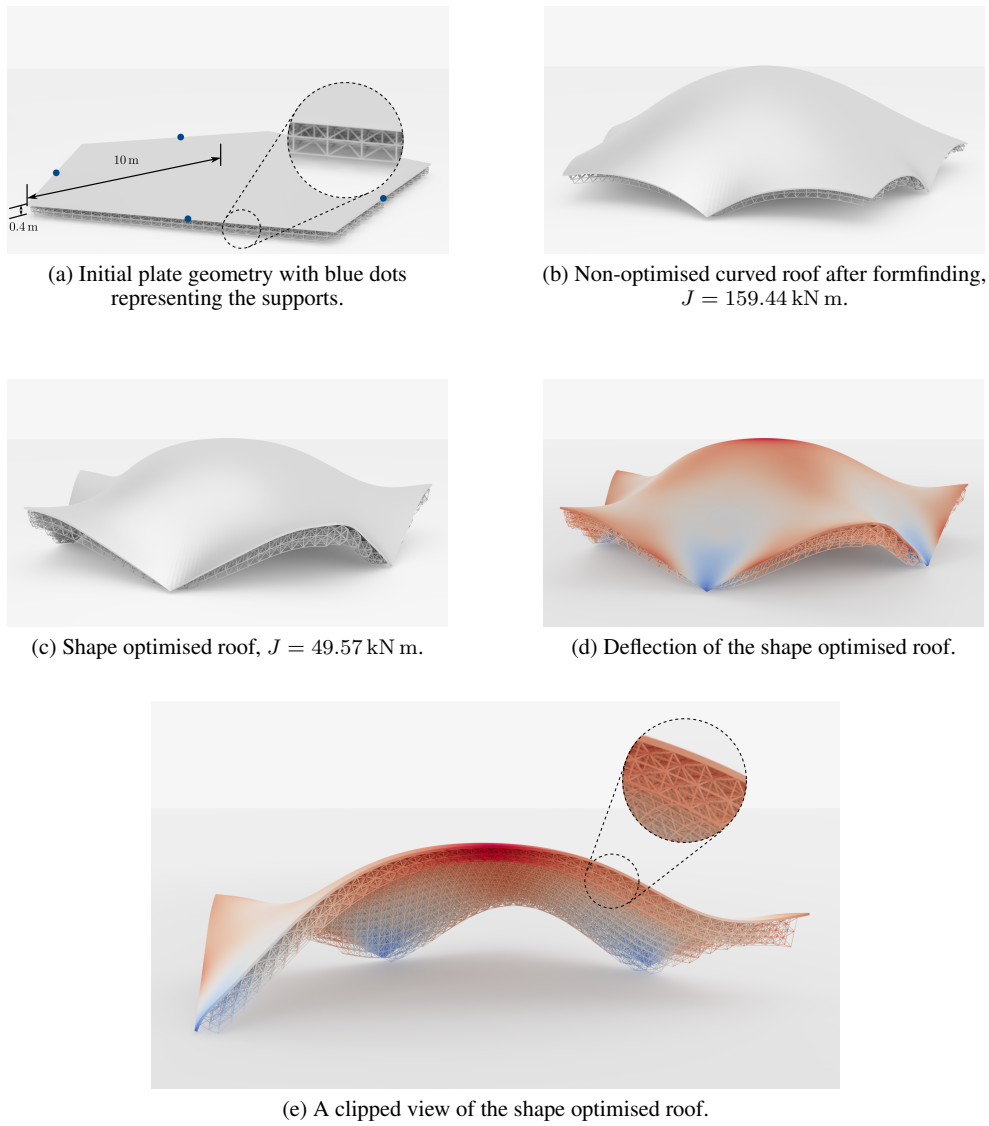 10 m
0.4 m
(a) Initial plate geometry with blue dots
representing the supports.
(b) Non-optimised curved roof after formfinding,
J = 159.44 kN m.
(c) Shape optimised roof, J = 49.57 kN m.
(d) Deflection of the shape optimised roof.
(e) A clipped view of the shape optimised roof.